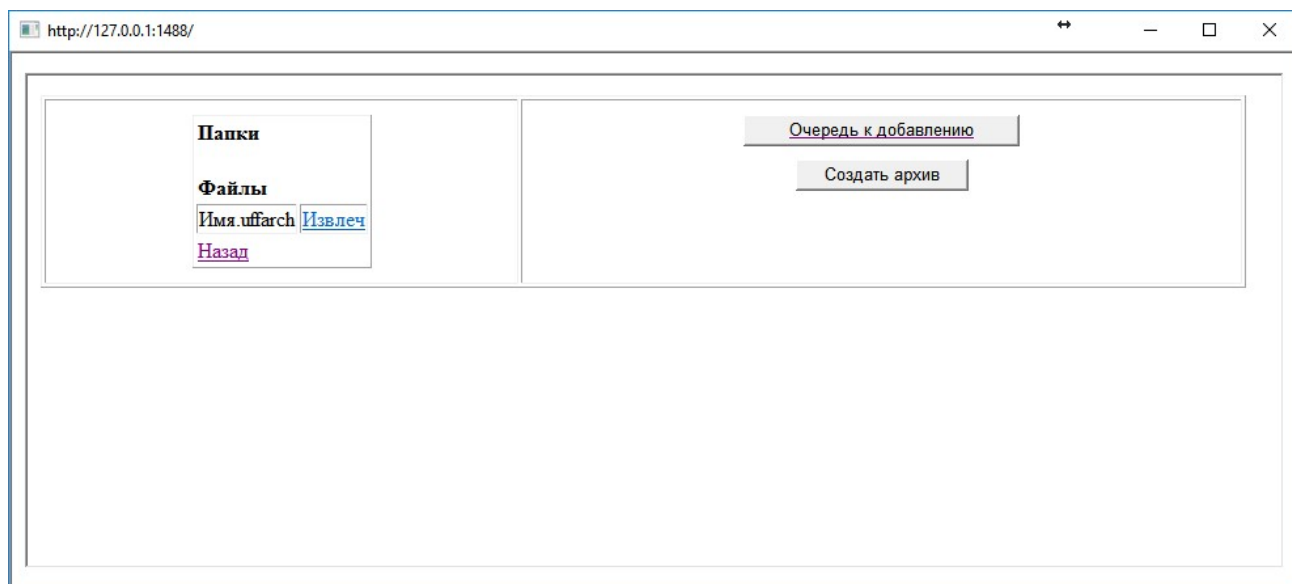 http://127.0.0.1:1488/
Папки
Файлы
Имя.uffarch Извлеч
Назад
Очередь к добавлению
Создать архив